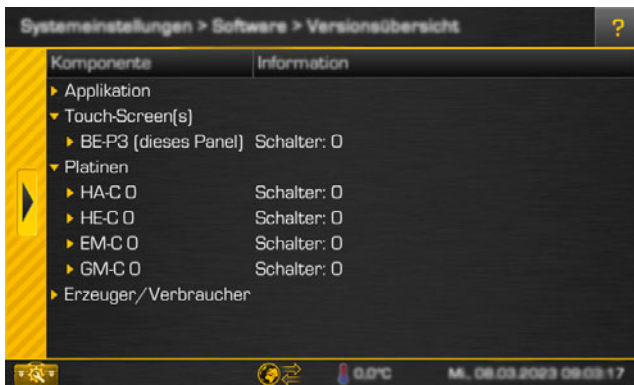 Systemeinstellungen > Software > Versionsübersicht ?
Komponente Information
Applikation
Touch-Screen(s)
BE-P3 (dieses Panel) Schalter: 0
Platinen
HA-C 0 Schalter: 0
HE-C 0 Schalter: 0
EM-C 0 Schalter: 0
GM-C 0 Schalter: 0
Erzeuger/Verbraucher
0,0°C Mi., 08.03.2023 09:03:17